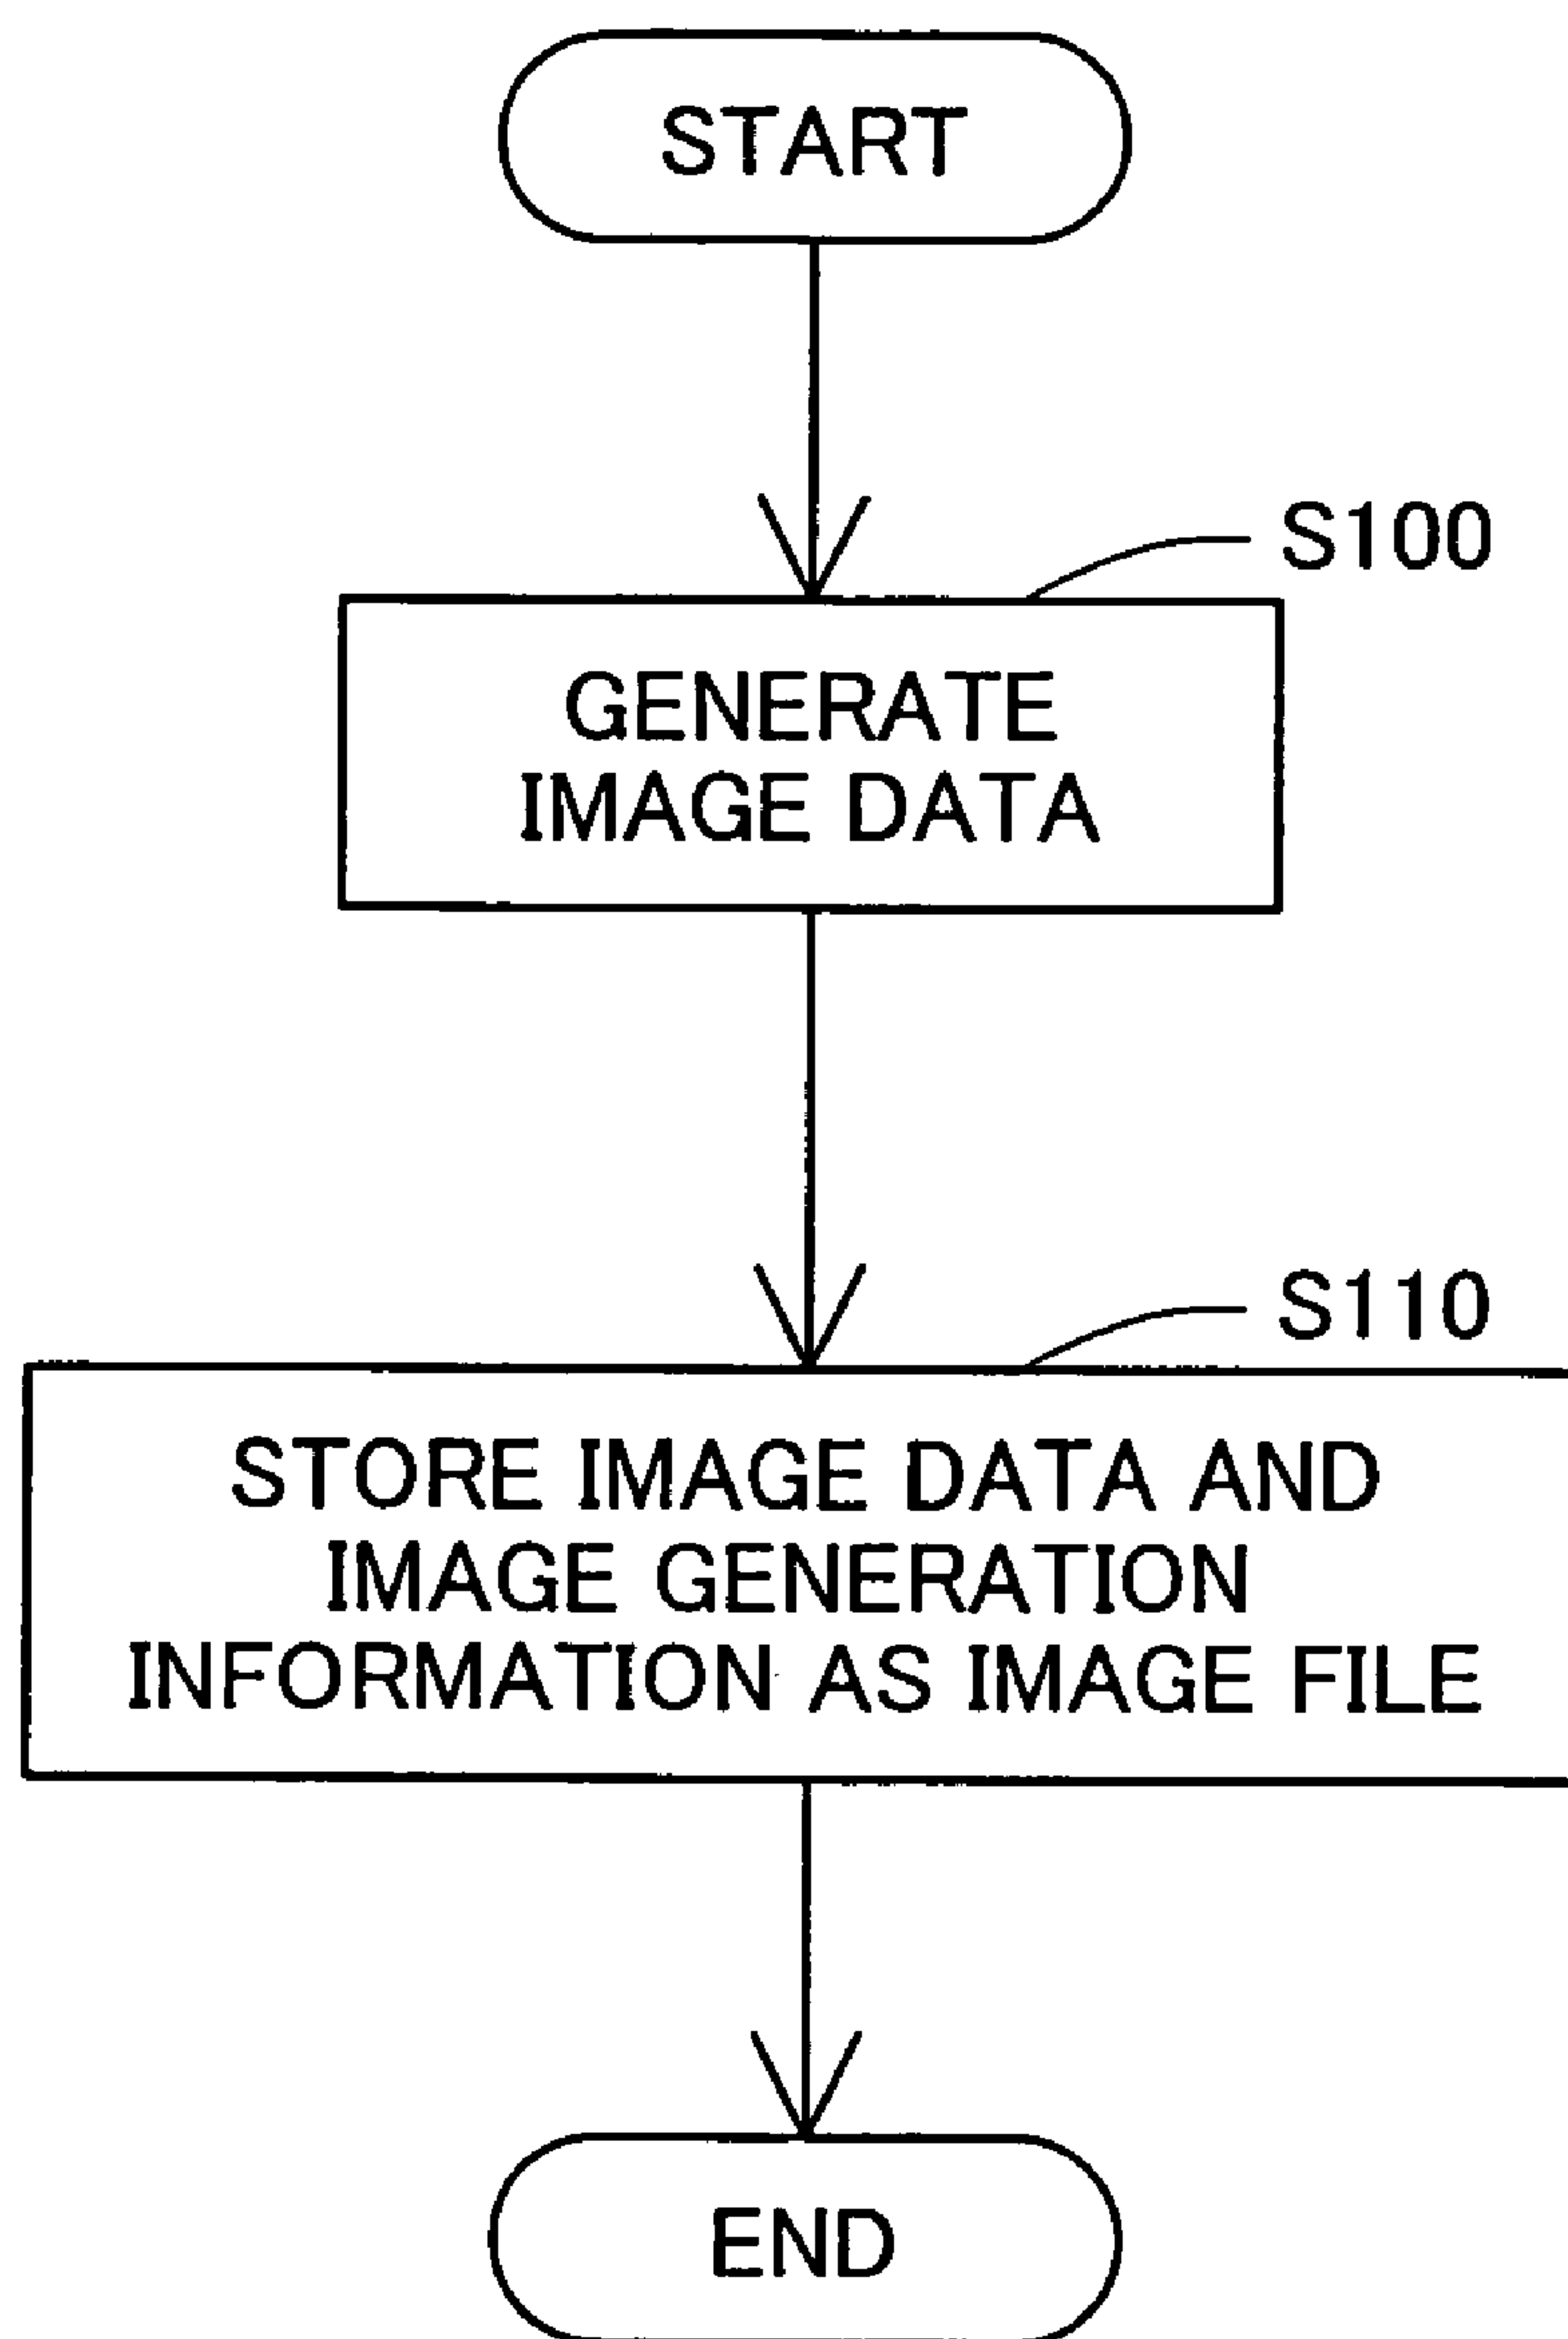 START
S100
GENERATE
IMAGE DATA
S110
STORE IMAGE DATA AND
IMAGE GENERATION
INFORMATION AS IMAGE FILE
END